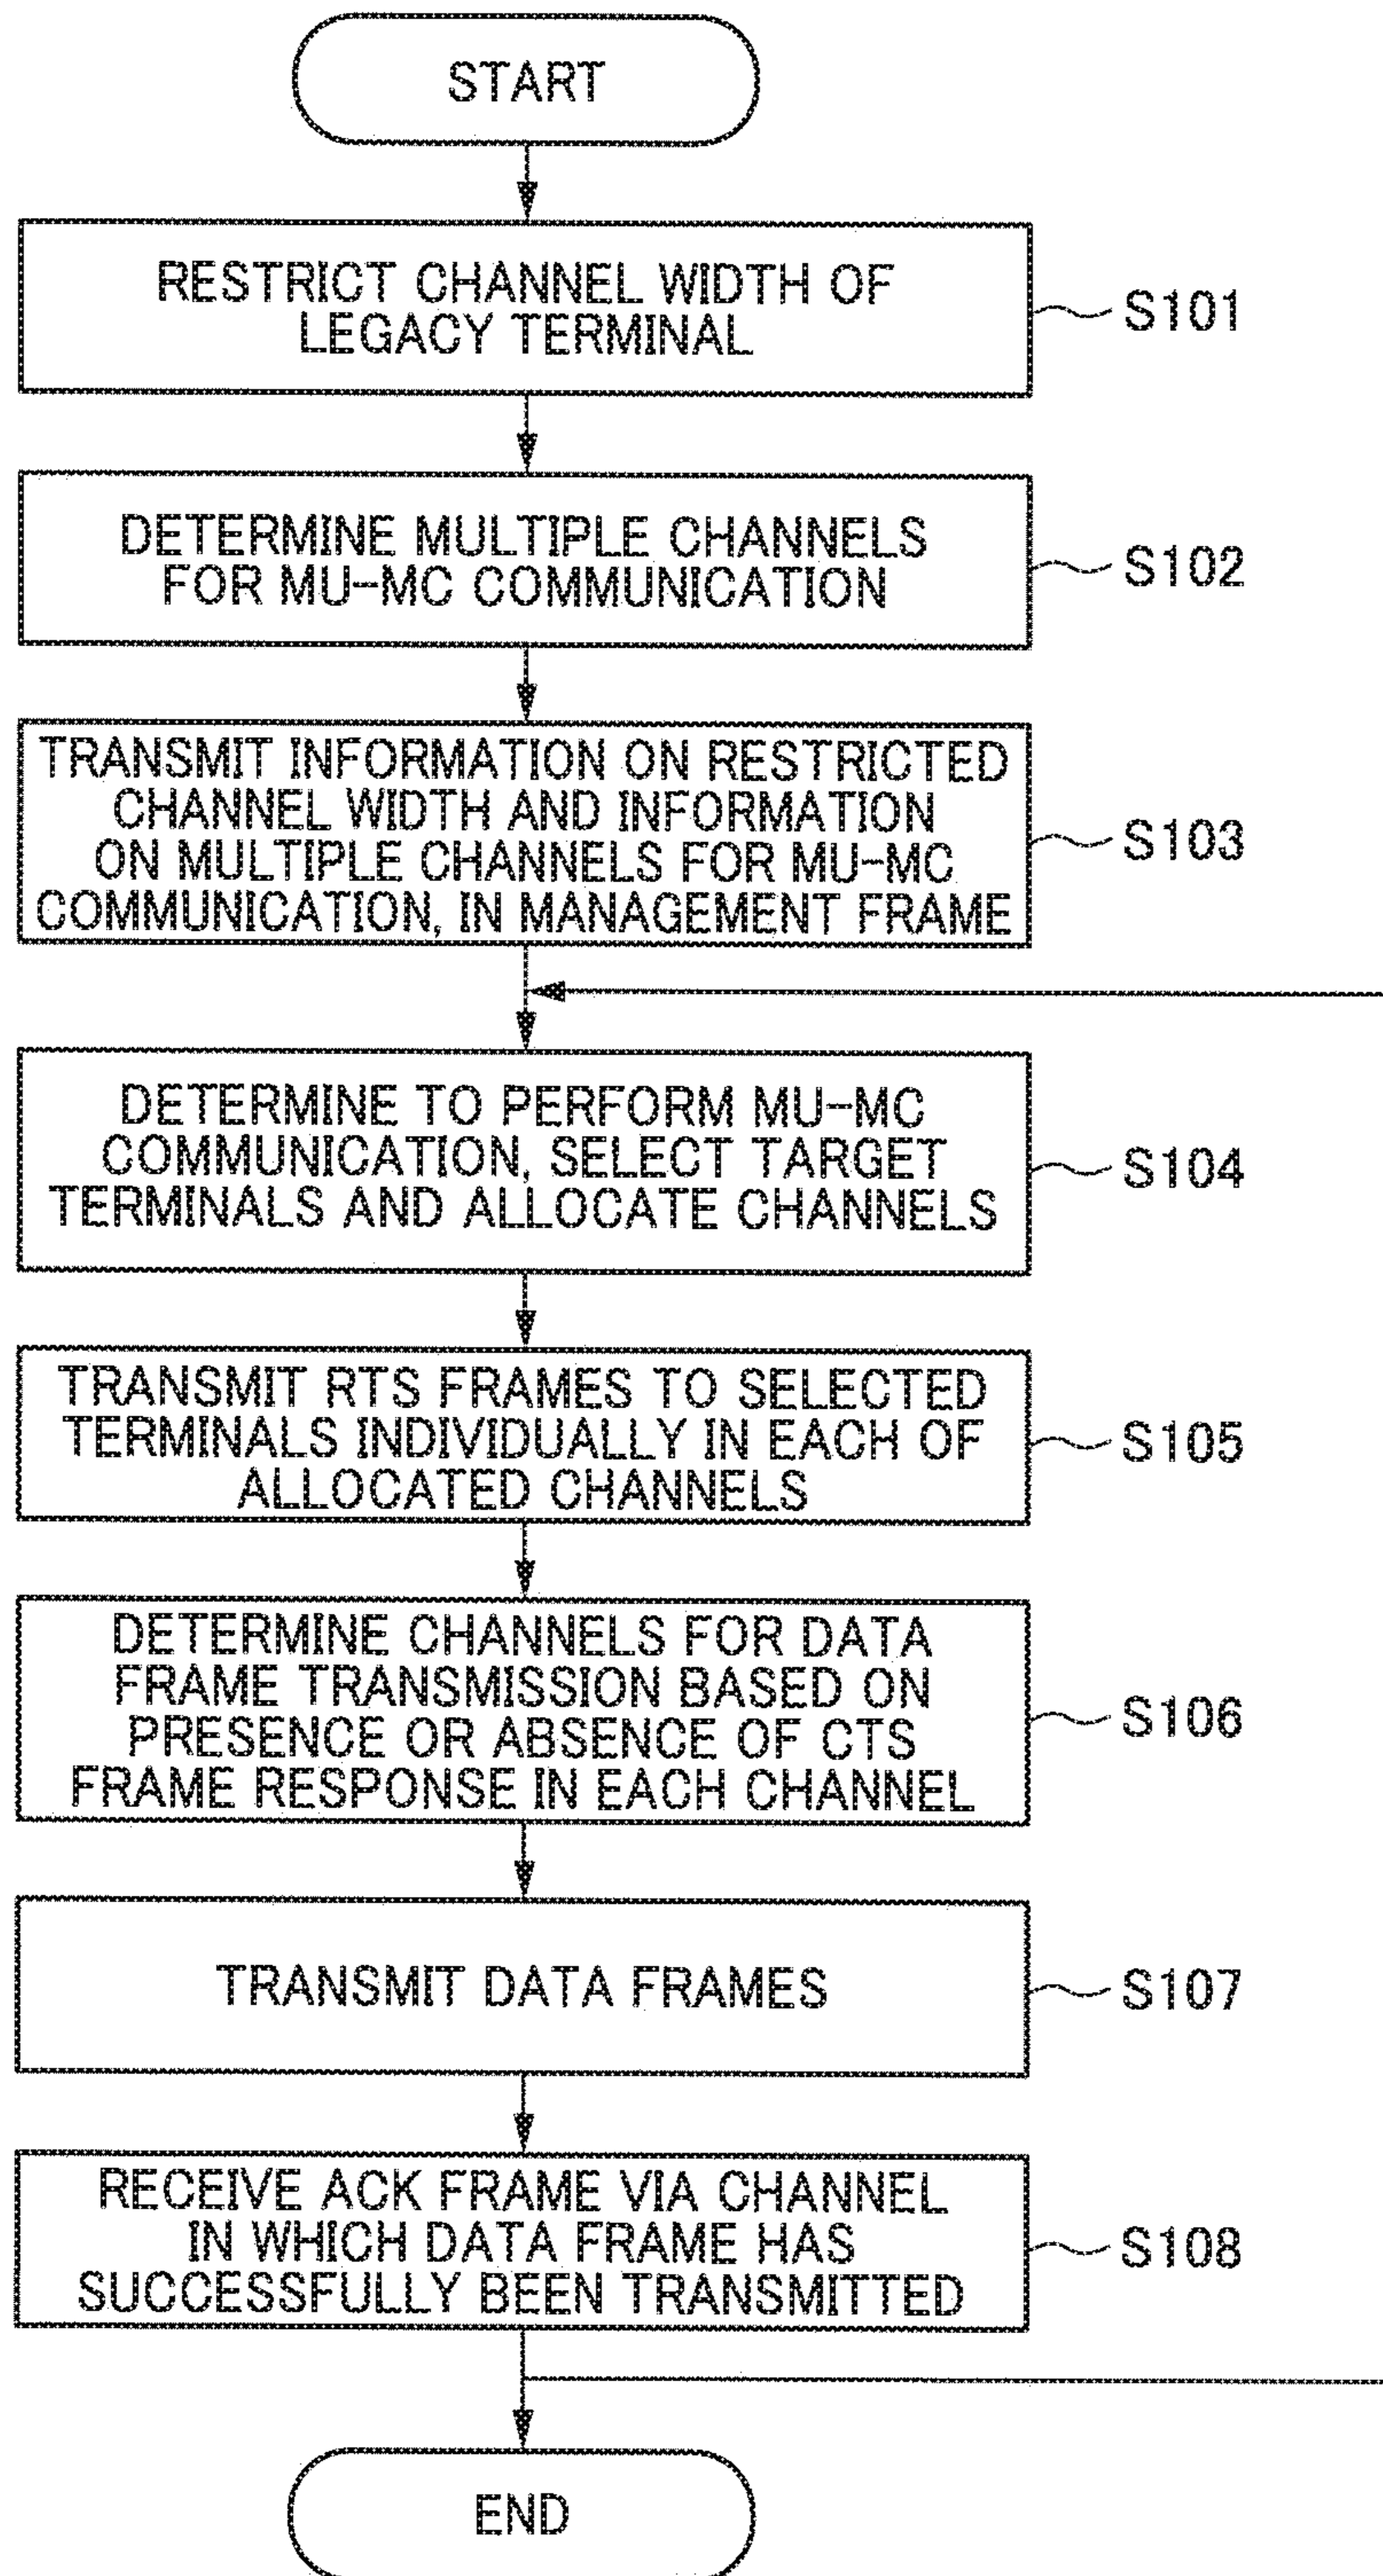 START
RESTRICT CHANNEL WIDTH OF
LEGACY TERMINAL
S101
DETERMINE MULTIPLE CHANNELS
FOR MU-MC COMMUNICATION
S102
TRANSMIT INFORMATION ON RESTRICTED
CHANNEL WIDTH AND INFORMATION
ON MULTIPLE CHANNELS FOR MU-MC
COMMUNICATION, IN MANAGEMENT FRAME
S103
DETERMINE TO PERFORM MU-MC
COMMUNICATION, SELECT TARGET
TERMINALS AND ALLOCATE CHANNELS
S104
TRANSMIT RTS FRAMES TO SELECTED
TERMINALS INDIVIDUALLY IN EACH OF
ALLOCATED CHANNELS
S105
DETERMINE CHANNELS FOR DATA
FRAME TRANSMISSION BASED ON
PRESENCE OR ABSENCE OF CTS
FRAME RESPONSE IN EACH CHANNEL
S106
TRANSMIT DATA FRAMES
S107
RECEIVE ACK FRAME VIA CHANNEL
IN WHICH DATA FRAME HAS
SUCCESSFULLY BEEN TRANSMITTED
S108
END